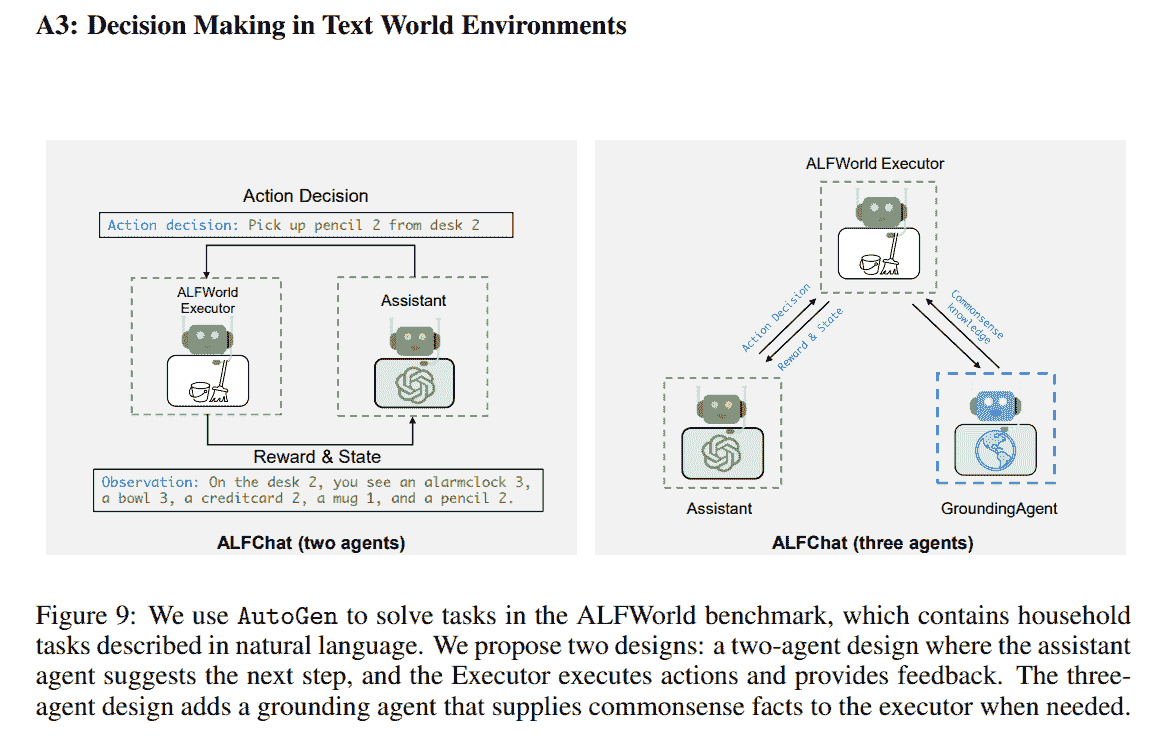 A3: Decision Making in Text World Environments
Action Decision
Action decision: Pick up pencil 2 from desk 2
ALFWorld
Executor
Assistant
Reward & State
Observation: On the desk 2, you see an alarmclock 3,
a bowl 3, a creditcard 2, a mug 1, and a pencil 2.
ALFChat (two agents)
ALFWorld Executor
Action Decision
Reward & State
Commonsense
knowledge
Assistant
GroundingAgent
ALFChat (three agents)
Figure 9: We use AutoGen to solve tasks in the ALFWorld benchmark, which contains household
tasks described in natural language. We propose two designs: a two-agent design where the assistant
agent suggests the next step, and the Executor executes actions and provides feedback. The three-
agent design adds a grounding agent that supplies commonsense facts to the executor when needed.